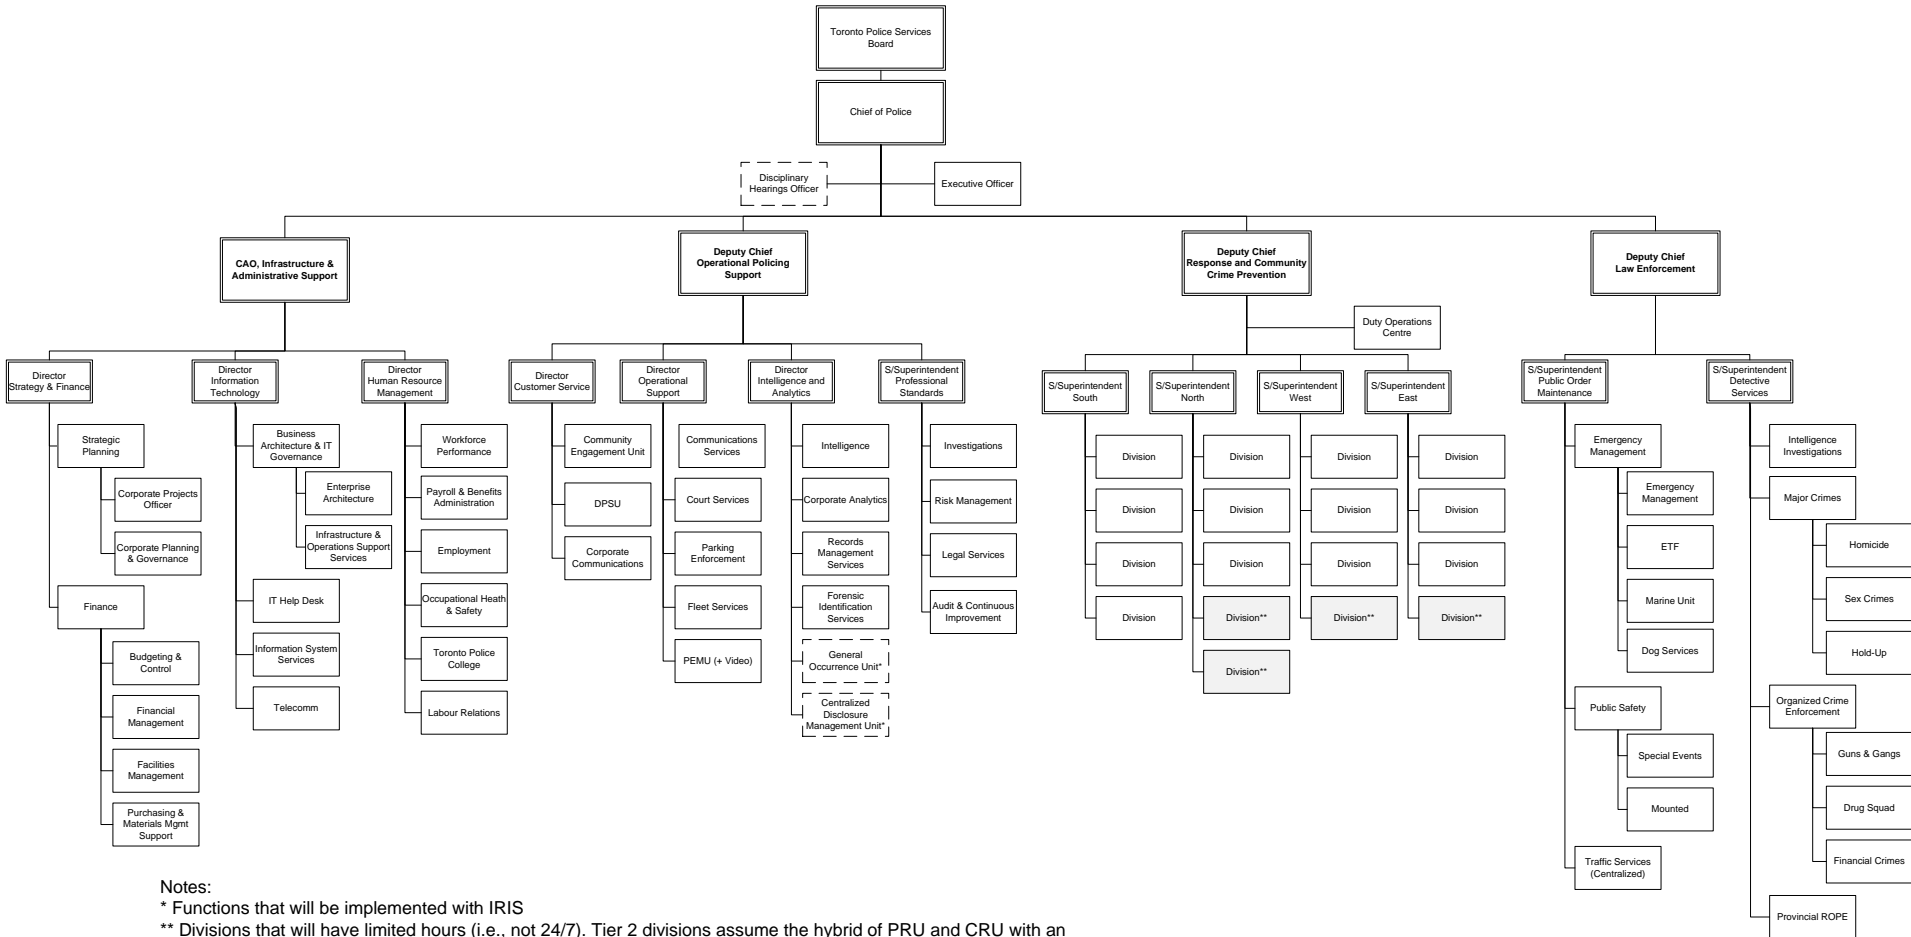 Toronto Police Services
Board
Chief of Police
Disciplinary
Hearings Officer
Executive Officer
CAO, Infrastructure &
Administrative Support
Deputy Chief
Operational Policing
Support
Deputy Chief
Response and Community
Crime Prevention
Deputy Chief
Law Enforcement
Duty Operations
Centre
Director
Strategy & Finance
Director
Information
Technology
Director
Human Resource
Management
Director
Customer Service
Director
Operational
Support
Director
Intelligence and
Analytics
S/Superintendent
Professional
Standards
S/Superintendent
South
S/Superintendent
North
S/Superintendent
West
S/Superintendent
East
S/Superintendent
Public Order
Maintenance
S/Superintendent
Detective
Services
Strategic
Planning
Corporate Projects
Officer
Corporate Planning
& Governance
Finance
Budgeting &
Control
Financial
Management
Facilities
Management
Purchasing &
Materials Mgmt
Support
Business
Architecture & IT
Governance
Enterprise
Architecture
Infrastructure &
Operations Support
Services
IT Help Desk
Information System
Services
Telecomm
Workforce
Performance
Payroll & Benefits
Administration
Employment
Occupational Heath
& Safety
Toronto Police
College
Labour Relations
Community
Engagement Unit
DPSU
Corporate
Communications
Communications
Services
Court Services
Parking
Enforcement
Fleet Services
PEMU (+ Video)
Intelligence
Corporate Analytics
Records
Management
Services
Forensic
Identification
Services
General
Occurrence Unit*
Centralized
Disclosure
Management Unit*
Investigations
Risk Management
Legal Services
Audit & Continuous
Improvement
Division
Division
Division
Division
Division
Division
Division
Division**
Division**
Division
Division
Division
Division**
Division
Division
Division
Division**
Emergency
Management
Emergency
Management
ETF
Marine Unit
Dog Services
Public Safety
Special Events
Mounted
Traffic Services
(Centralized)
Intelligence
Investigations
Major Crimes
Homicide
Sex Crimes
Hold-Up
Organized Crime
Enforcement
Guns & Gangs
Drug Squad
Financial Crimes
Provincial ROPE
Notes:
* Functions that will be implemented with IRIS
** Divisions that will have limited hours (i.e., not 24/7). Tier 2 divisions assume the hybrid of PRU and CRU with an